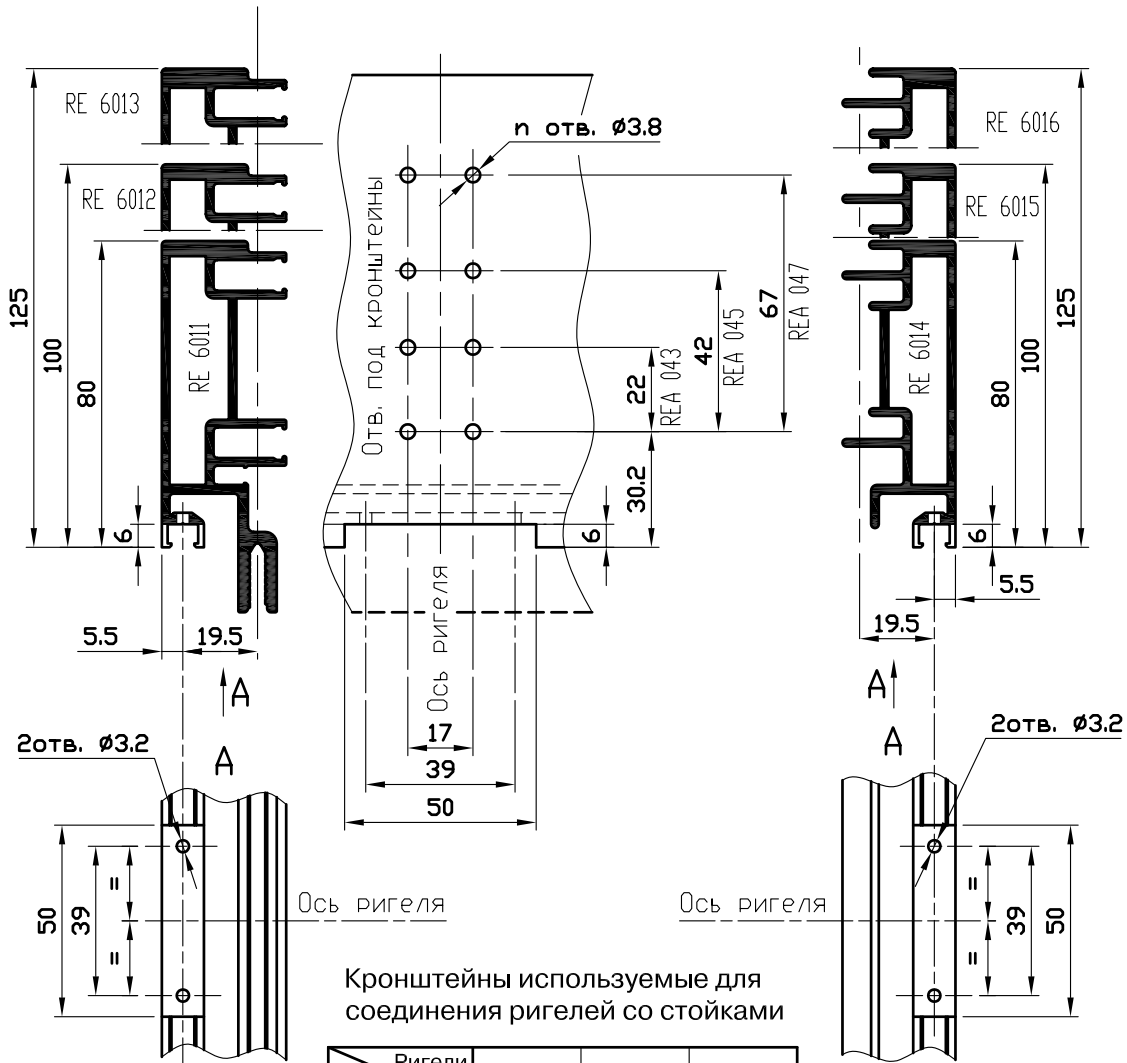 RE 6013
RE 6012
RE 6011
125
100
80
6
5.5
19.5
А
А
n отв. ø3.8
Отв. под кронштейны
22
REA 043
42
REA 045
67
REA 047
30.2
6
Ось ригеля
17
39
50
RE 6016
RE 6015
RE 6014
80
100
125
6
5.5
19.5
А
А
2отв. ø3.2
50
39
=
=
Ось ригеля
2отв. ø3.2
Ось ригеля
=
=
39
50
Кронштейны используемые для
соединения ригелей со стойками
Ригели